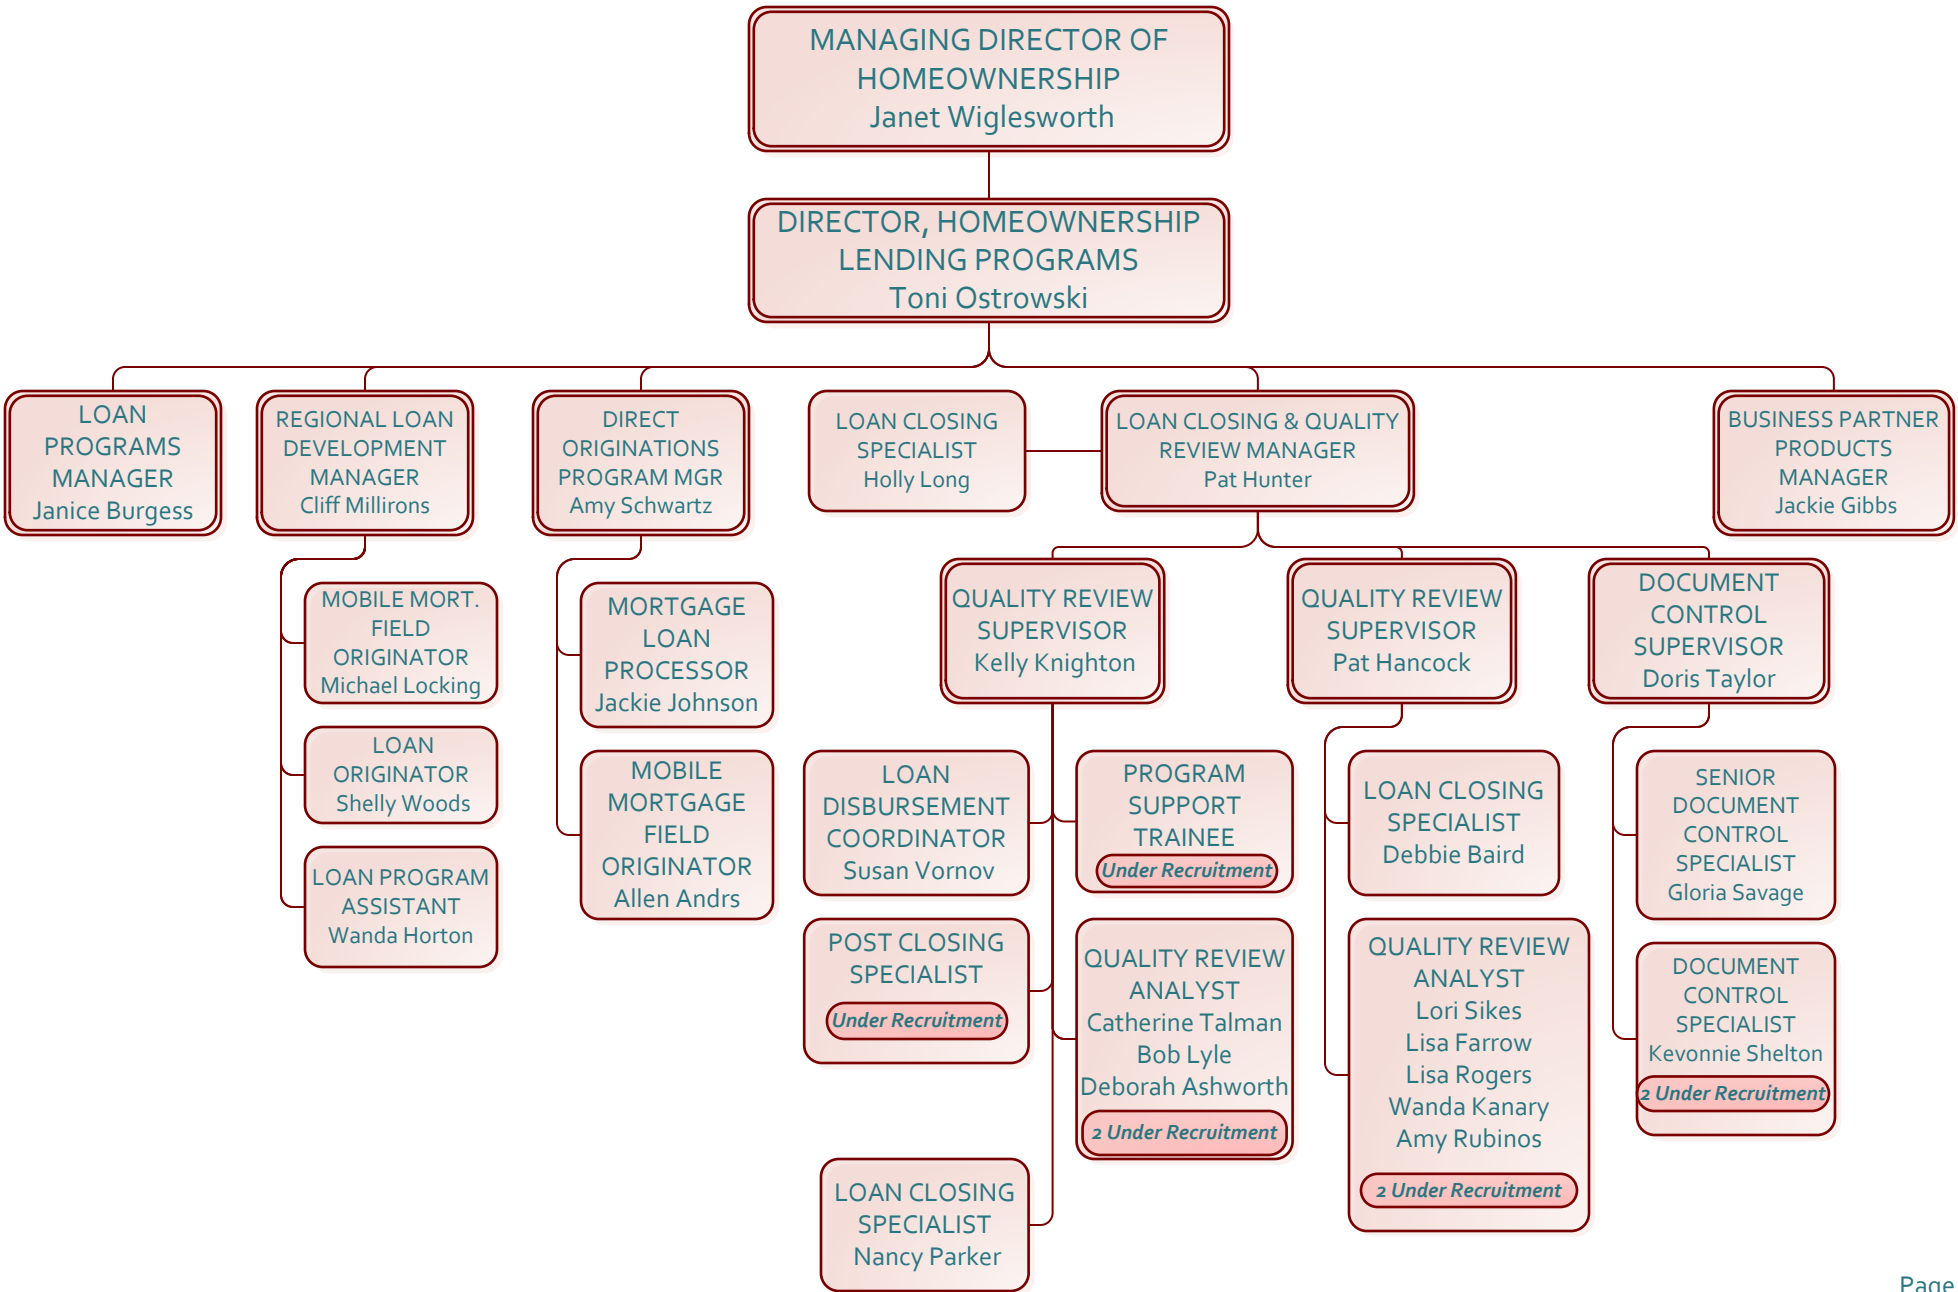 MANAGING DIRECTOR OF
HOMEOWNERSHIP
Janet Wiglesworth
DIRECTOR, HOMEOWNERSHIP
LENDING PROGRAMS
Toni Ostrowski
LOAN
PROGRAMS
MANAGER
Janice Burgess
REGIONAL LOAN
DEVELOPMENT
MANAGER
Cliff Millirons
DIRECT
ORIGINATIONS
PROGRAM MGR
Amy Schwartz
LOAN CLOSING
SPECIALIST
Holly Long
LOAN CLOSING & QUALITY
REVIEW MANAGER
Pat Hunter
BUSINESS PARTNER
PRODUCTS
MANAGER
Jackie Gibbs
MOBILE MORT.
FIELD
ORIGINATOR
Michael Locking
LOAN
ORIGINATOR
Shelly Woods
LOAN PROGRAM
ASSISTANT
Wanda Horton
MORTGAGE
LOAN
PROCESSOR
Jackie Johnson
MOBILE
MORTGAGE
FIELD
ORIGINATOR
Allen Andrs
QUALITY REVIEW
SUPERVISOR
Kelly Knighton
QUALITY REVIEW
SUPERVISOR
Pat Hancock
DOCUMENT
CONTROL
SUPERVISOR
Doris Taylor
LOAN
DISBURSEMENT
COORDINATOR
Susan Vornov
PROGRAM
SUPPORT
TRAINEE
Under Recruitment
POST CLOSING
SPECIALIST
Under Recruitment
QUALITY REVIEW
ANALYST
Catherine Talman
Bob Lyle
Deborah Ashworth
2 Under Recruitment
LOAN CLOSING
SPECIALIST
Nancy Parker
LOAN CLOSING
SPECIALIST
Debbie Baird
QUALITY REVIEW
ANALYST
Lori Sikes
Lisa Farrow
Lisa Rogers
Wanda Kanary
Amy Rubinos
2 Under Recruitment
SENIOR
DOCUMENT
CONTROL
SPECIALIST
Gloria Savage
DOCUMENT
CONTROL
SPECIALIST
Kevonnie Shelton
2 Under Recruitment
Page